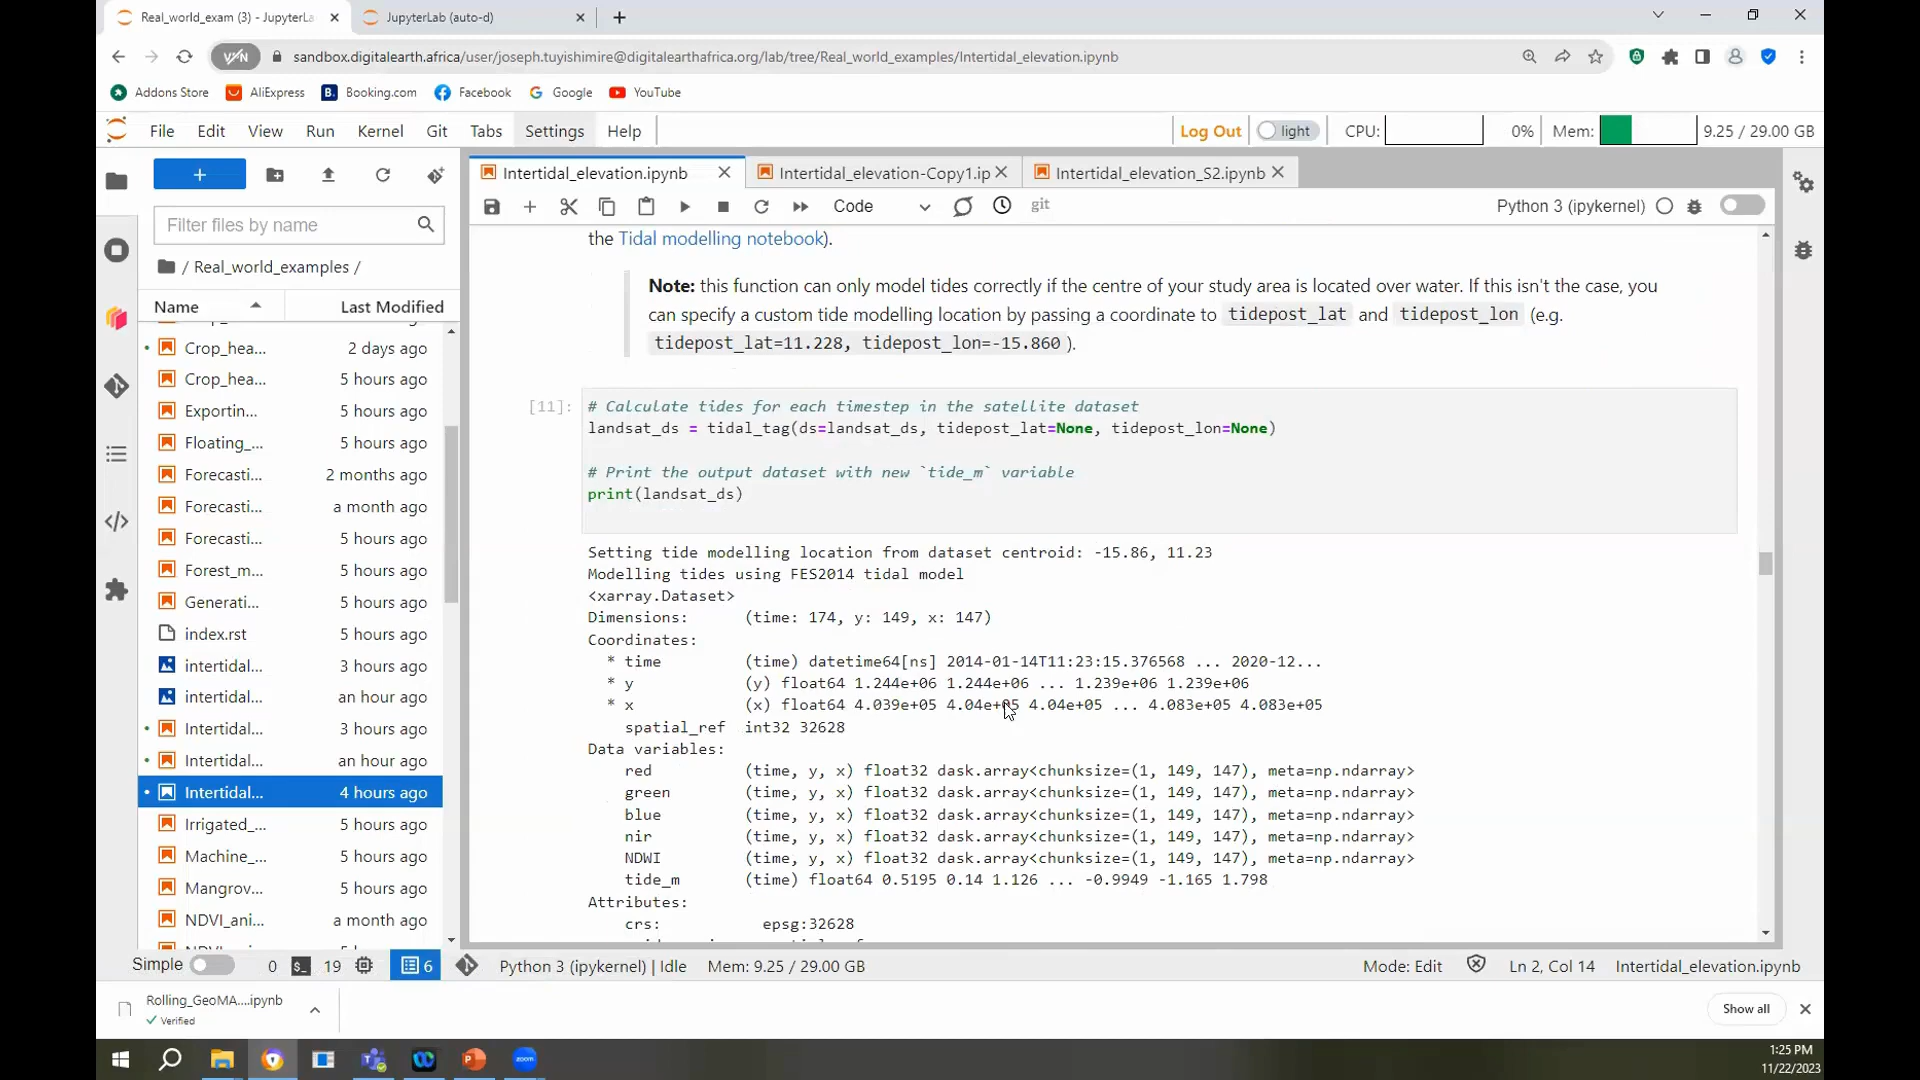 Real_world_exam (3) - JupyterLa
JupyterLab (auto-d)
sandbox.digitalearth.africa/user/joseph.tuyishimire@digitalearthafrica.org/lab/tree/Real_world_examples/Intertidal_elevation.ipynb
Addons Store AliExpress Booking.com Facebook Google YouTube
File Edit View Run Kernel Git Tabs Settings Help
Log Out light CPU: 0% Mem: 9.25 / 29.00 GB
Intertidal_elevation.ipynb
Intertidal_elevation-Copy1.ip
Intertidal_elevation_S2.ipynb
Code
git
Python 3 (ipykernel)
Filter files by name
/ Real_world_examples /
Name Last Modified
Crop_hea... 2 days ago
Crop_hea... 5 hours ago
Exportin... 5 hours ago
Floating_... 5 hours ago
Forecasti... 2 months ago
Forecasti... a month ago
Forecasti... 5 hours ago
Forest_m... 5 hours ago
Generati... 5 hours ago
index.rst 5 hours ago
intertidal... 3 hours ago
intertidal... an hour ago
Intertidal... 3 hours ago
Intertidal... an hour ago
Intertidal... 4 hours ago
Irrigated_... 5 hours ago
Machine_... 5 hours ago
Mangrov... 5 hours ago
NDVI_ani... a month ago
the Tidal modelling notebook).
Note: this function can only model tides correctly if the centre of your study area is located over water. If this isn't the case, you
can specify a custom tide modelling location by passing a coordinate to tidepost_lat and tidepost_lon (e.g.
tidepost_lat=11.228, tidepost_lon=-15.860 ).
[11]: # Calculate tides for each timestep in the satellite dataset
landsat_ds = tidal_tag(ds=landsat_ds, tidepost_lat=None, tidepost_lon=None)
# Print the output dataset with new `tide_m` variable
print(landsat_ds)
Setting tide modelling location from dataset centroid: -15.86, 11.23
Modelling tides using FES2014 tidal model
<xarray.Dataset>
Dimensions: (time: 174, y: 149, x: 147)
Coordinates:
* time (time) datetime64[ns] 2014-01-14T11:23:15.376568 ... 2020-12...
* y (y) float64 1.244e+06 1.244e+06 ... 1.239e+06 1.239e+06
* x (x) float64 4.039e+05 4.04e+05 4.04e+05 ... 4.083e+05 4.083e+05
spatial_ref int32 32628
Data variables:
red (time, y, x) float32 dask.array<chunksize=(1, 149, 147), meta=np.ndarray>
green (time, y, x) float32 dask.array<chunksize=(1, 149, 147), meta=np.ndarray>
blue (time, y, x) float32 dask.array<chunksize=(1, 149, 147), meta=np.ndarray>
nir (time, y, x) float32 dask.array<chunksize=(1, 149, 147), meta=np.ndarray>
NDWI (time, y, x) float32 dask.array<chunksize=(1, 149, 147), meta=np.ndarray>
tide_m (time) float64 0.5195 0.14 1.126 ... -0.9949 -1.165 1.798
Attributes:
crs: epsg:32628
Simple 0 19 6 Python 3 (ipykernel) | Idle Mem: 9.25 / 29.00 GB Mode: Edit Ln 2, Col 14 Intertidal_elevation.ipynb
Rolling_GeoMA....ipynb
Verified
Show all
zoom
1:25 PM
11/22/2023